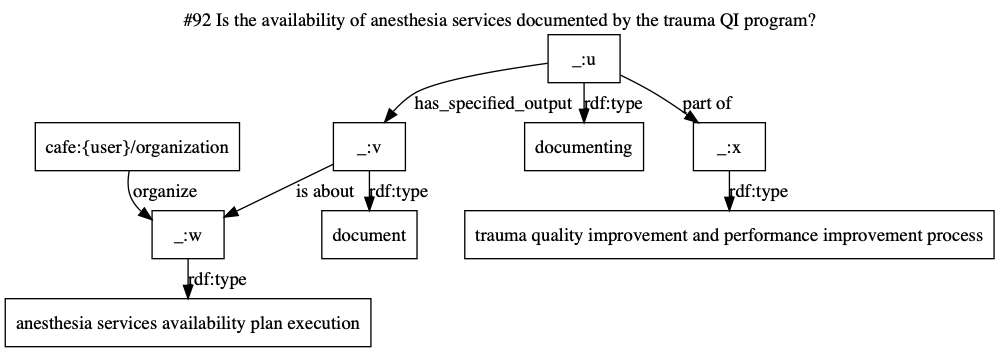 #92 Is the availability of anesthesia services documented by the trauma QI program?
_:u
has_specified_output
rdf:type
part of
cafe:{user}/organization
_:v
documenting
_:x
organize
is about
rdf:type
rdf:type
_:w
document
trauma quality improvement and performance improvement process
rdf:type
anesthesia services availability plan execution